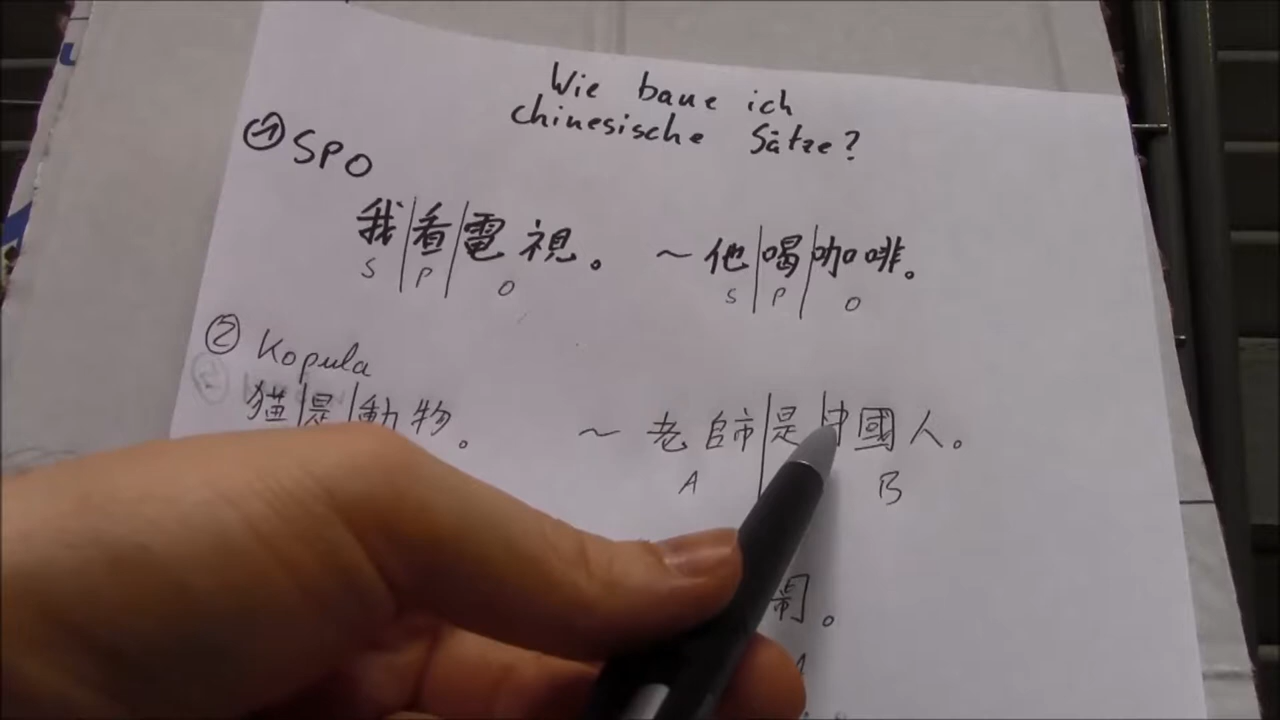 Wie baue ich
chinesische Sätze?
① SPO
我|看|電視。 ~他|喝|咖啡。
S P O S P O
② Kopula
猫|是|動物。 ~老師|是|中國人。
A B